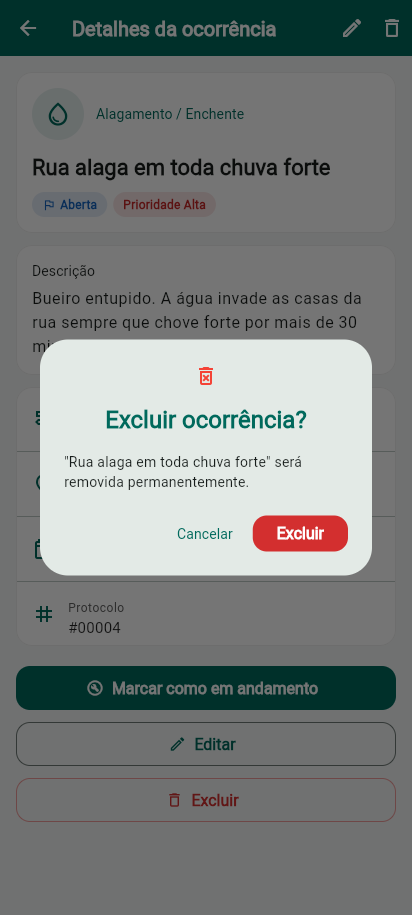 Detalhes da ocorrência
Alagamento / Enchente
Rua alaga em toda chuva forte
Aberta
Prioridade Alta
Descrição
Bueiro entupido. A água invade as casas da
rua sempre que chove forte por mais de 30
Excluir ocorrência?
"Rua alaga em toda chuva forte" será
removida permanentemente.
Cancelar
Excluir
Protocolo
#00004
Marcar como em andamento
Editar
Excluir